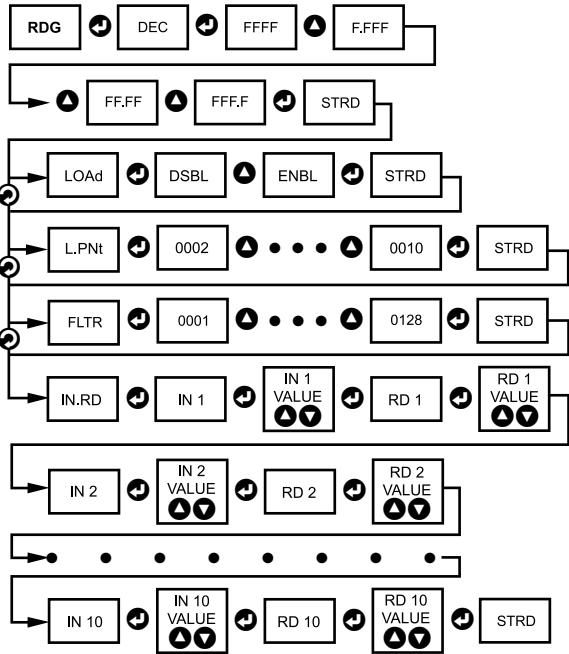 RDG DEC FFFF F.FFF
FF.FF FFF.F STRD
LOAd DSBL ENBL STRD
L.PNt 0002 0010 STRD
FLTR 0001 0128 STRD
IN.RD IN 1 IN 1 VALUE RD 1 RD 1 VALUE
IN 2 IN 2 VALUE RD 2 RD 2 VALUE
IN 10 IN 10 VALUE RD 10 RD 10 VALUE STRD